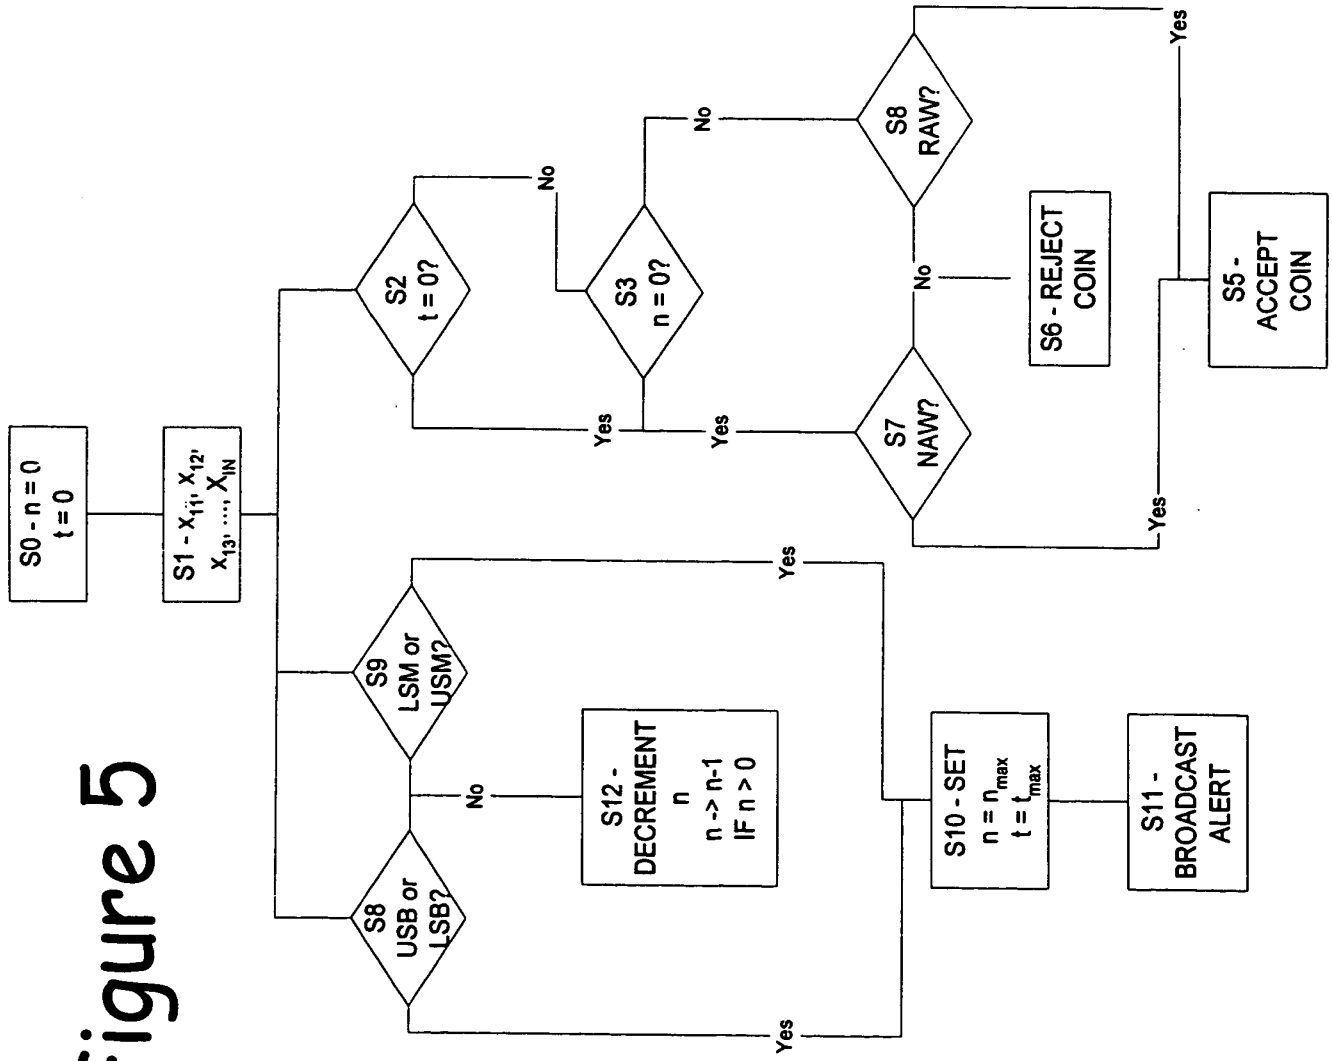 Figure 5
S0 - n = 0
t = 0
S1 - X11, X12,
X13, ..., XIN
S8
USB or
LSB?
S9
LSM or
USM?
S2
t = 0?
No
S3
n = 0?
Yes
No
S12 -
DECREMENT
n
n -> n-1
IF n > 0
Yes
No
Yes
Yes
S7
NAW?
No
S8
RAW?
S10 - SET
n = nmax
t = tmax
S6 - REJECT
COIN
S11 -
BROADCAST
ALERT
Yes
Yes
S5 -
ACCEPT
COIN